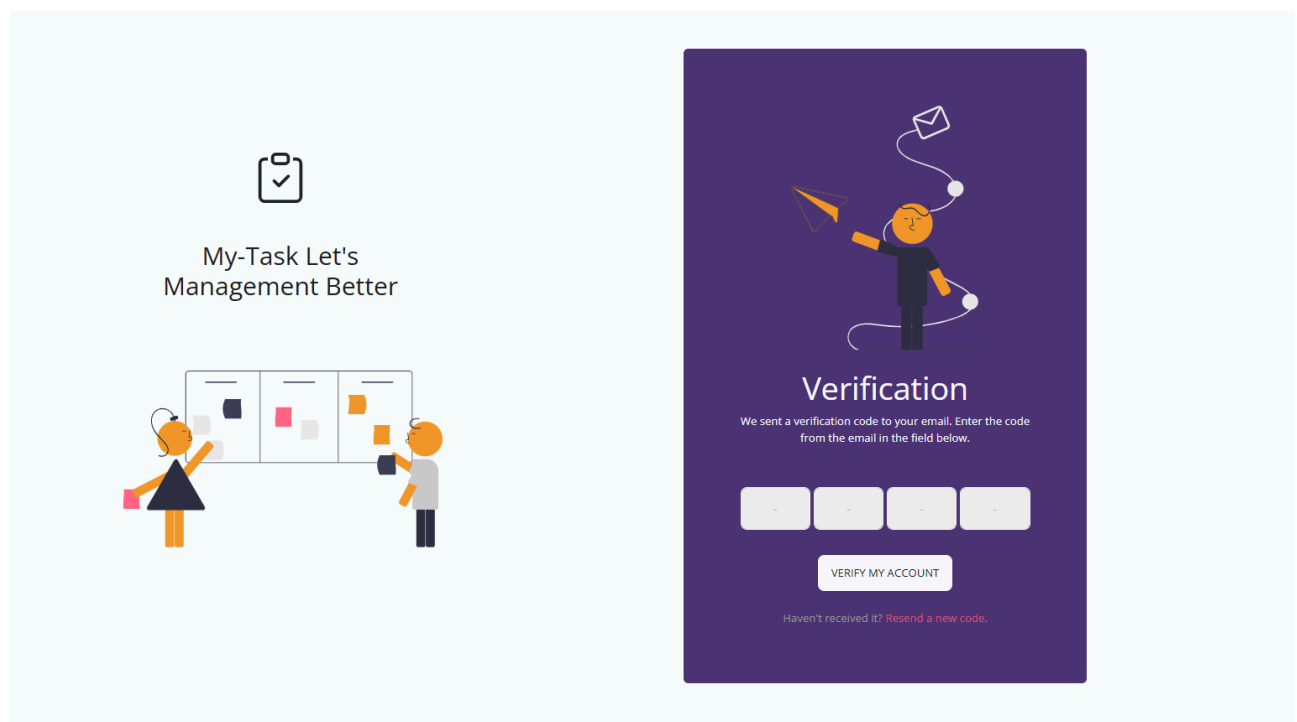 My-Task Let's
Management Better
Verification
We sent a verification code to your email. Enter the code
from the email in the field below.
- - - -
VERIFY MY ACCOUNT
Haven't received it? Resend a new code.